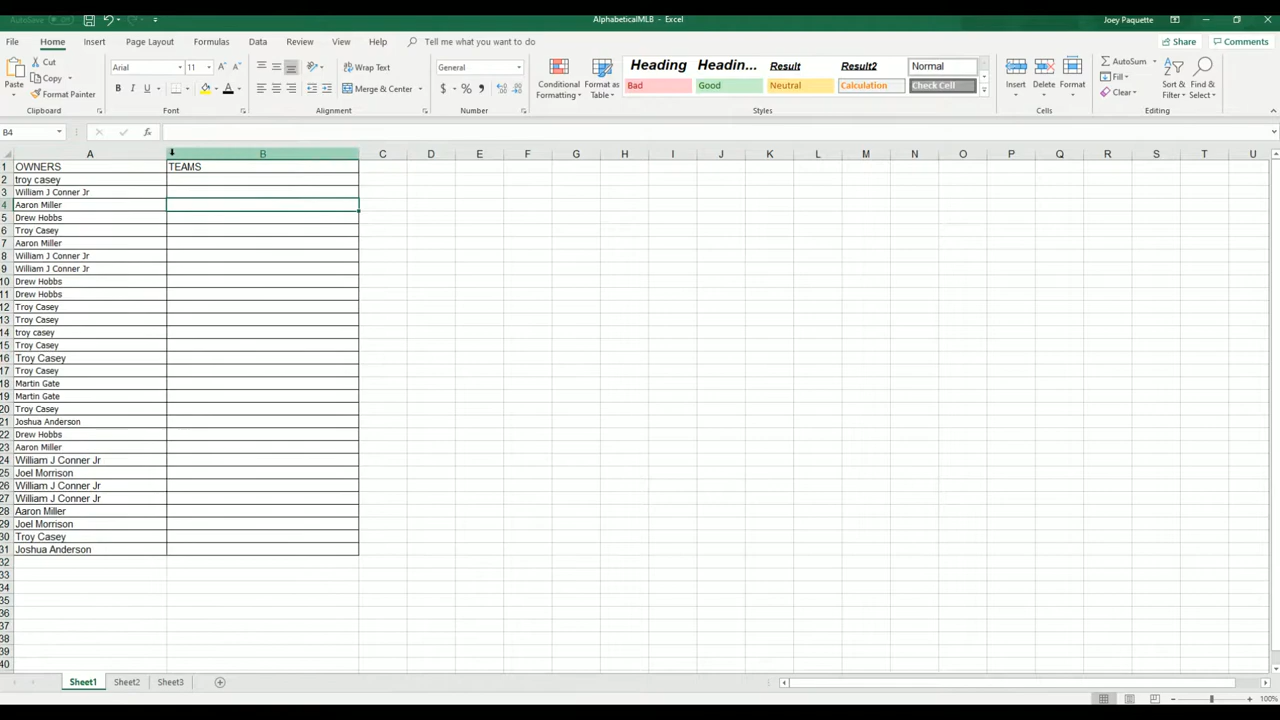 AutoSave Off
AlphabeticalMLB - Excel
Joey Paquette
File Home Insert Page Layout Formulas Data Review View Help Tell me what you want to do
Share Comments
Paste
Cut
Copy
Format Painter
Clipboard
Arial 11
B I U
Font
Wrap Text
Merge & Center
Alignment
General
$ % ,
Number
Conditional Formatting
Format as Table
Heading Headin... Result Result2 Normal
Bad Good Neutral Calculation Check Cell
Styles
Insert Delete Format
Cells
AutoSum
Fill
Clear
Sort & Filter
Find & Select
Editing
B4
fx
A B C D E F G H I J K L M N O P Q R S T U
1 OWNERS TEAMS
2 troy casey
3 William J Conner Jr
4 Aaron Miller
5 Drew Hobbs
6 Troy Casey
7 Aaron Miller
8 William J Conner Jr
9 William J Conner Jr
10 Drew Hobbs
11 Drew Hobbs
12 Troy Casey
13 Troy Casey
14 troy casey
15 Troy Casey
16 Troy Casey
17 Troy Casey
18 Martin Gate
19 Martin Gate
20 Troy Casey
21 Joshua Anderson
22 Drew Hobbs
23 Aaron Miller
24 William J Conner Jr
25 Joel Morrison
26 William J Conner Jr
27 William J Conner Jr
28 Aaron Miller
29 Joel Morrison
30 Troy Casey
31 Joshua Anderson
32
33
34
35
36
37
38
39
40
Sheet1 Sheet2 Sheet3
100%